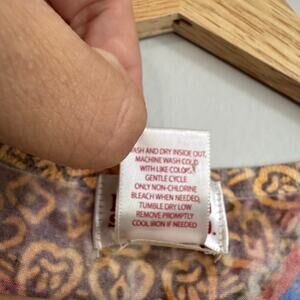 WASH AND DRY INSIDE OUT,
MACHINE WASH COLD
WITH LIKE COLORS,
GENTLE CYCLE
ONLY NON-CHLORINE
BLEACH WHEN NEEDED,
TUMBLE DRY LOW
REMOVE PROMPTLY
COOL IRON IF NEEDED